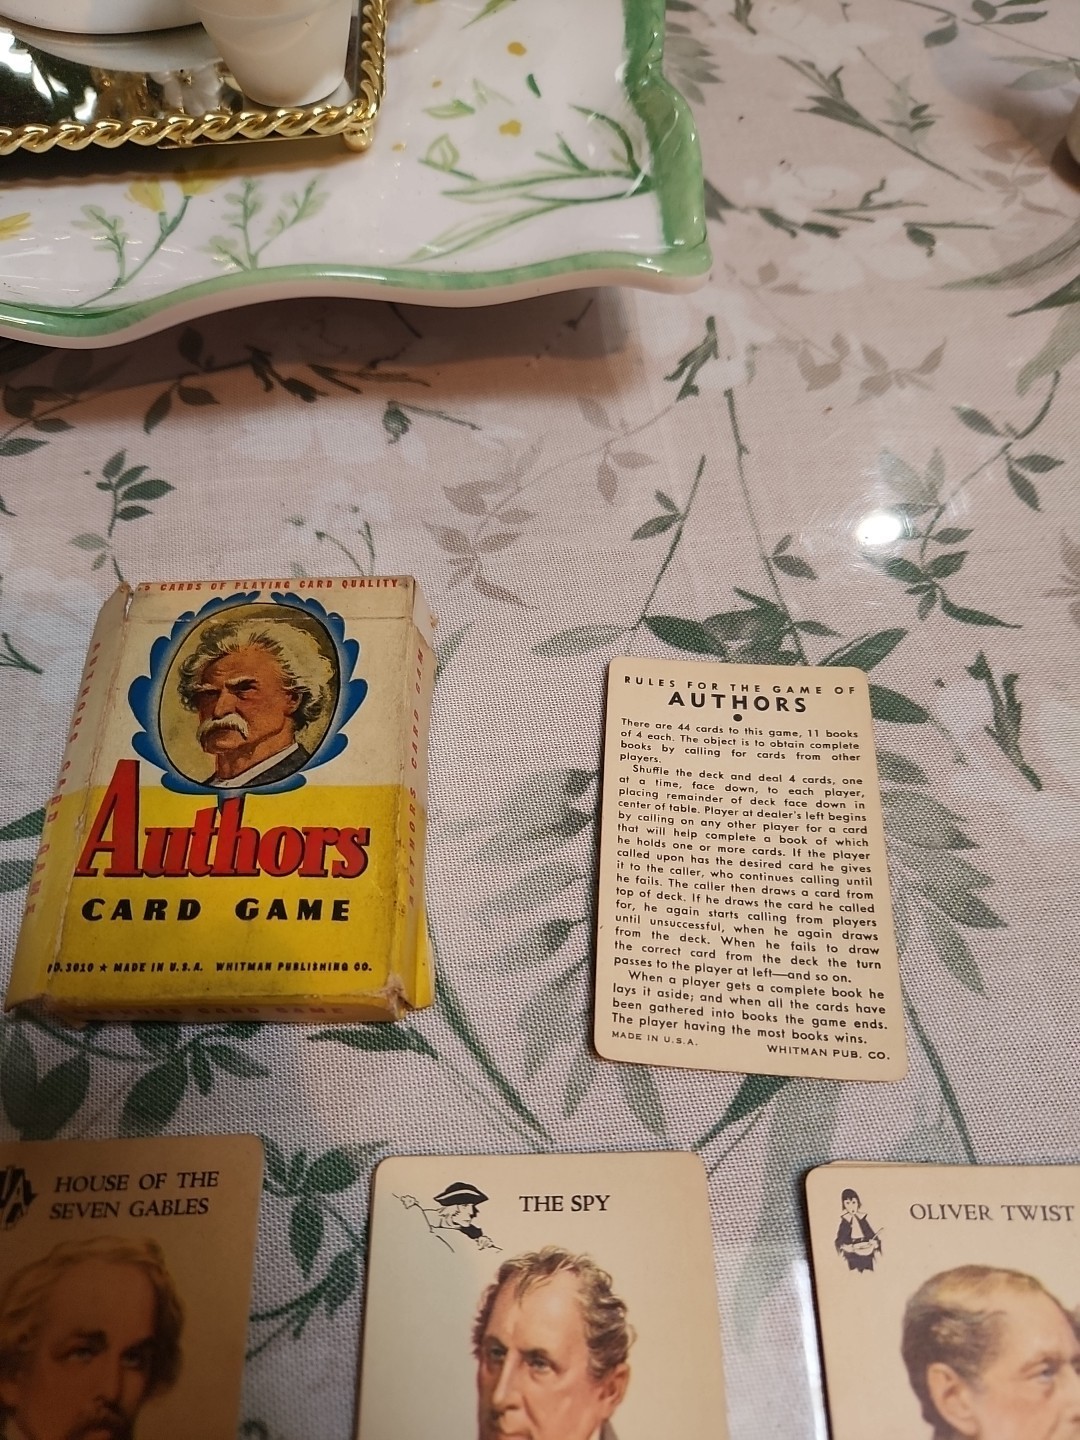 5 CARDS OF PLAYING CARD QUALITY
Authors
CARD GAME
NO. 3010 ★ MADE IN U.S.A. WHITMAN PUBLISHING CO.
AUTHORS CARD GAME
AUTHORS CARD GAME
AUTHORS CARD GAME
RULES FOR THE GAME OF
AUTHORS
There are 44 cards to this game, 11 books
of 4 each. The object is to obtain complete
books by calling for cards from other
players.
Shuffle the deck and deal 4 cards, one
at a time, face down, to each player,
placing remainder of deck face down in
center of table. Player at dealer's left begins
by calling on any other player for a card
that will help complete a book of which
he holds one or more cards. If the player
called upon has the desired card he gives
it to the caller, who continues calling until
he fails. The caller then draws a card from
top of deck. If he draws the card he called
for, he again starts calling from players
until unsuccessful, when he again draws
from the deck. When he fails to draw
the correct card from the deck the turn
passes to the player at left—and so on.
When a player gets a complete book he
lays it aside; and when all the cards have
been gathered into books the game ends.
The player having the most books wins.
MADE IN U.S.A.
WHITMAN PUB. CO.
HOUSE OF THE
SEVEN GABLES
THE SPY
OLIVER TWIST